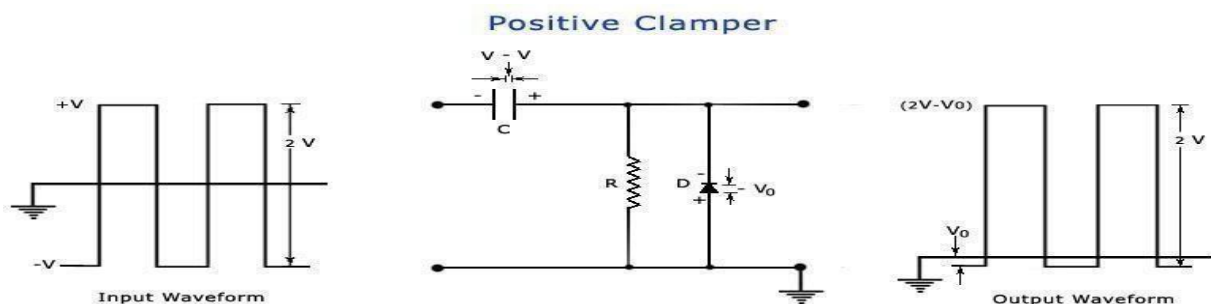 Positive Clamper
V - V
+V
- +
C
2 V
R
D
-
+
- V₀
-V
Input Waveform
(2V-V₀)
2 V
V₀
Output Waveform